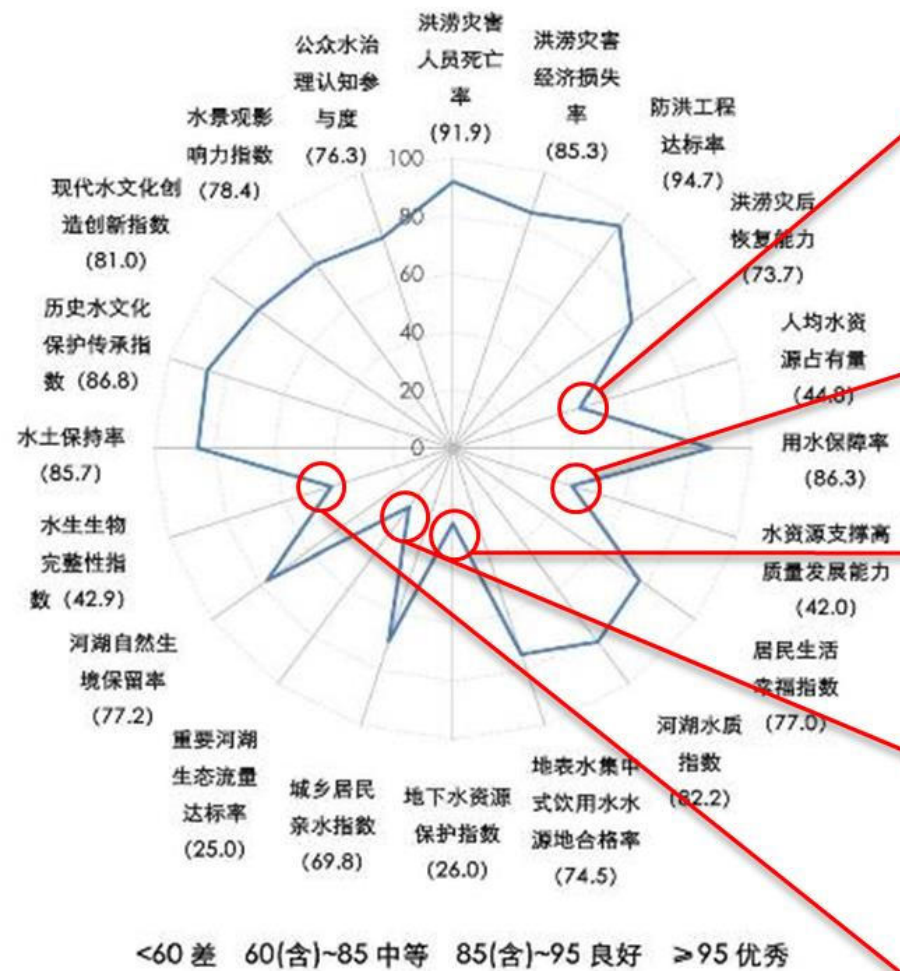 洪涝灾害
人员死亡
率
(91.9)
洪涝灾害
经济损失
率
(85.3)
防洪工程
达标率
(94.7)
洪涝灾后
恢复能力
(73.7)
人均水资
源占有量
(44.8)
用水保障率
(86.3)
水资源支撑高
质量发展能力
(42.0)
居民生活
幸福指数
(77.0)
河湖水质
指数
(82.2)
地表水集中
式饮用水水
源地合格率
(74.5)
地下水资源
保护指数
(26.0)
城乡居民
亲水指数
(69.8)
重要河湖
生态流量
达标率
(25.0)
河湖自然生
境保留率
(77.2)
水生生物
完整性指
数 (42.9)
水土保持率
(85.7)
历史水文化
保护传承指
数 (86.8)
现代水文化创
造创新指数
(81.0)
水景观影
响力指数
(78.4)
公众水治
理认知参
与度
(76.3)
100
80
60
40
20
0
<60 差 60(含)~85 中等 85(含)~95 良好 ≥95 优秀